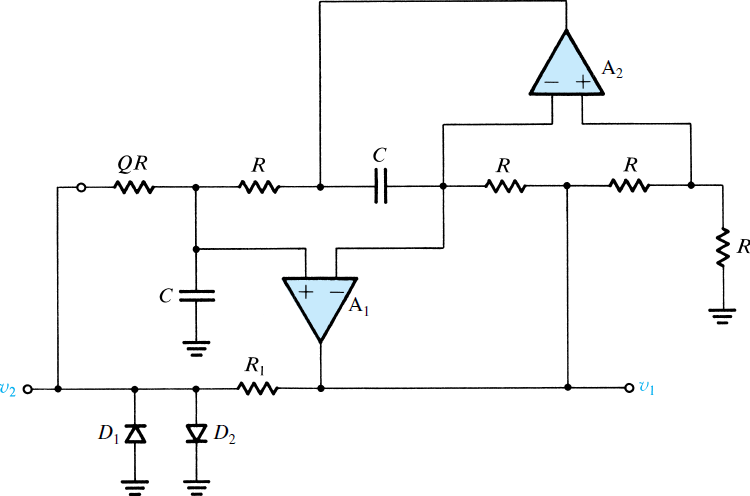 A₂
− +
C
QR R R R
R
C
+ −
A₁
R₁
v₂ v₁
D₁ D₂